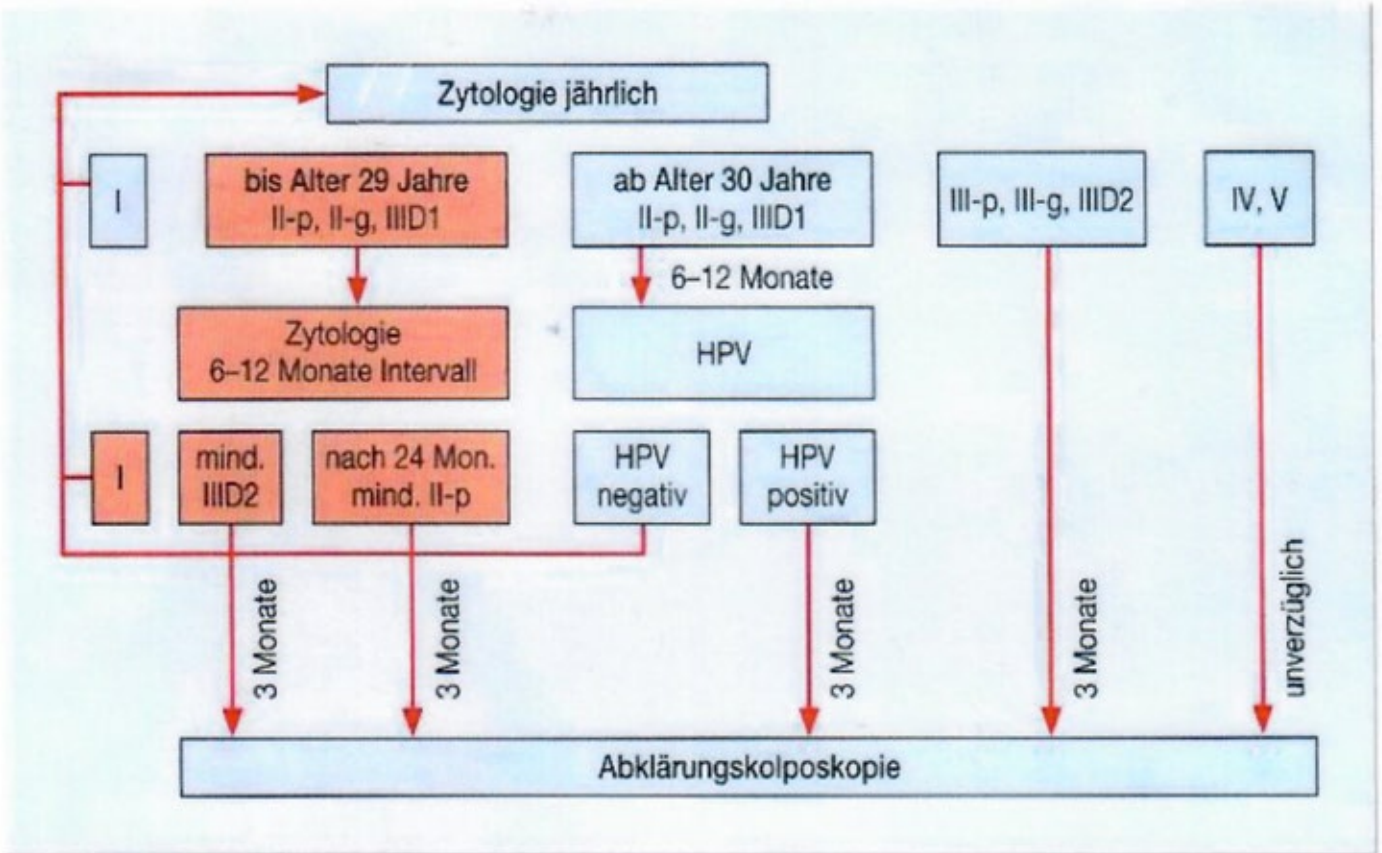 Zytologie jährlich
I
bis Alter 29 Jahre
II-p, II-g, IIID1
ab Alter 30 Jahre
II-p, II-g, IIID1
III-p, III-g, IIID2
IV, V
6–12 Monate
Zytologie
6–12 Monate Intervall
HPV
I
mind.
IIID2
nach 24 Mon.
mind. II-p
HPV
negativ
HPV
positiv
3 Monate
3 Monate
3 Monate
3 Monate
unverzüglich
Abklärungskolposkopie